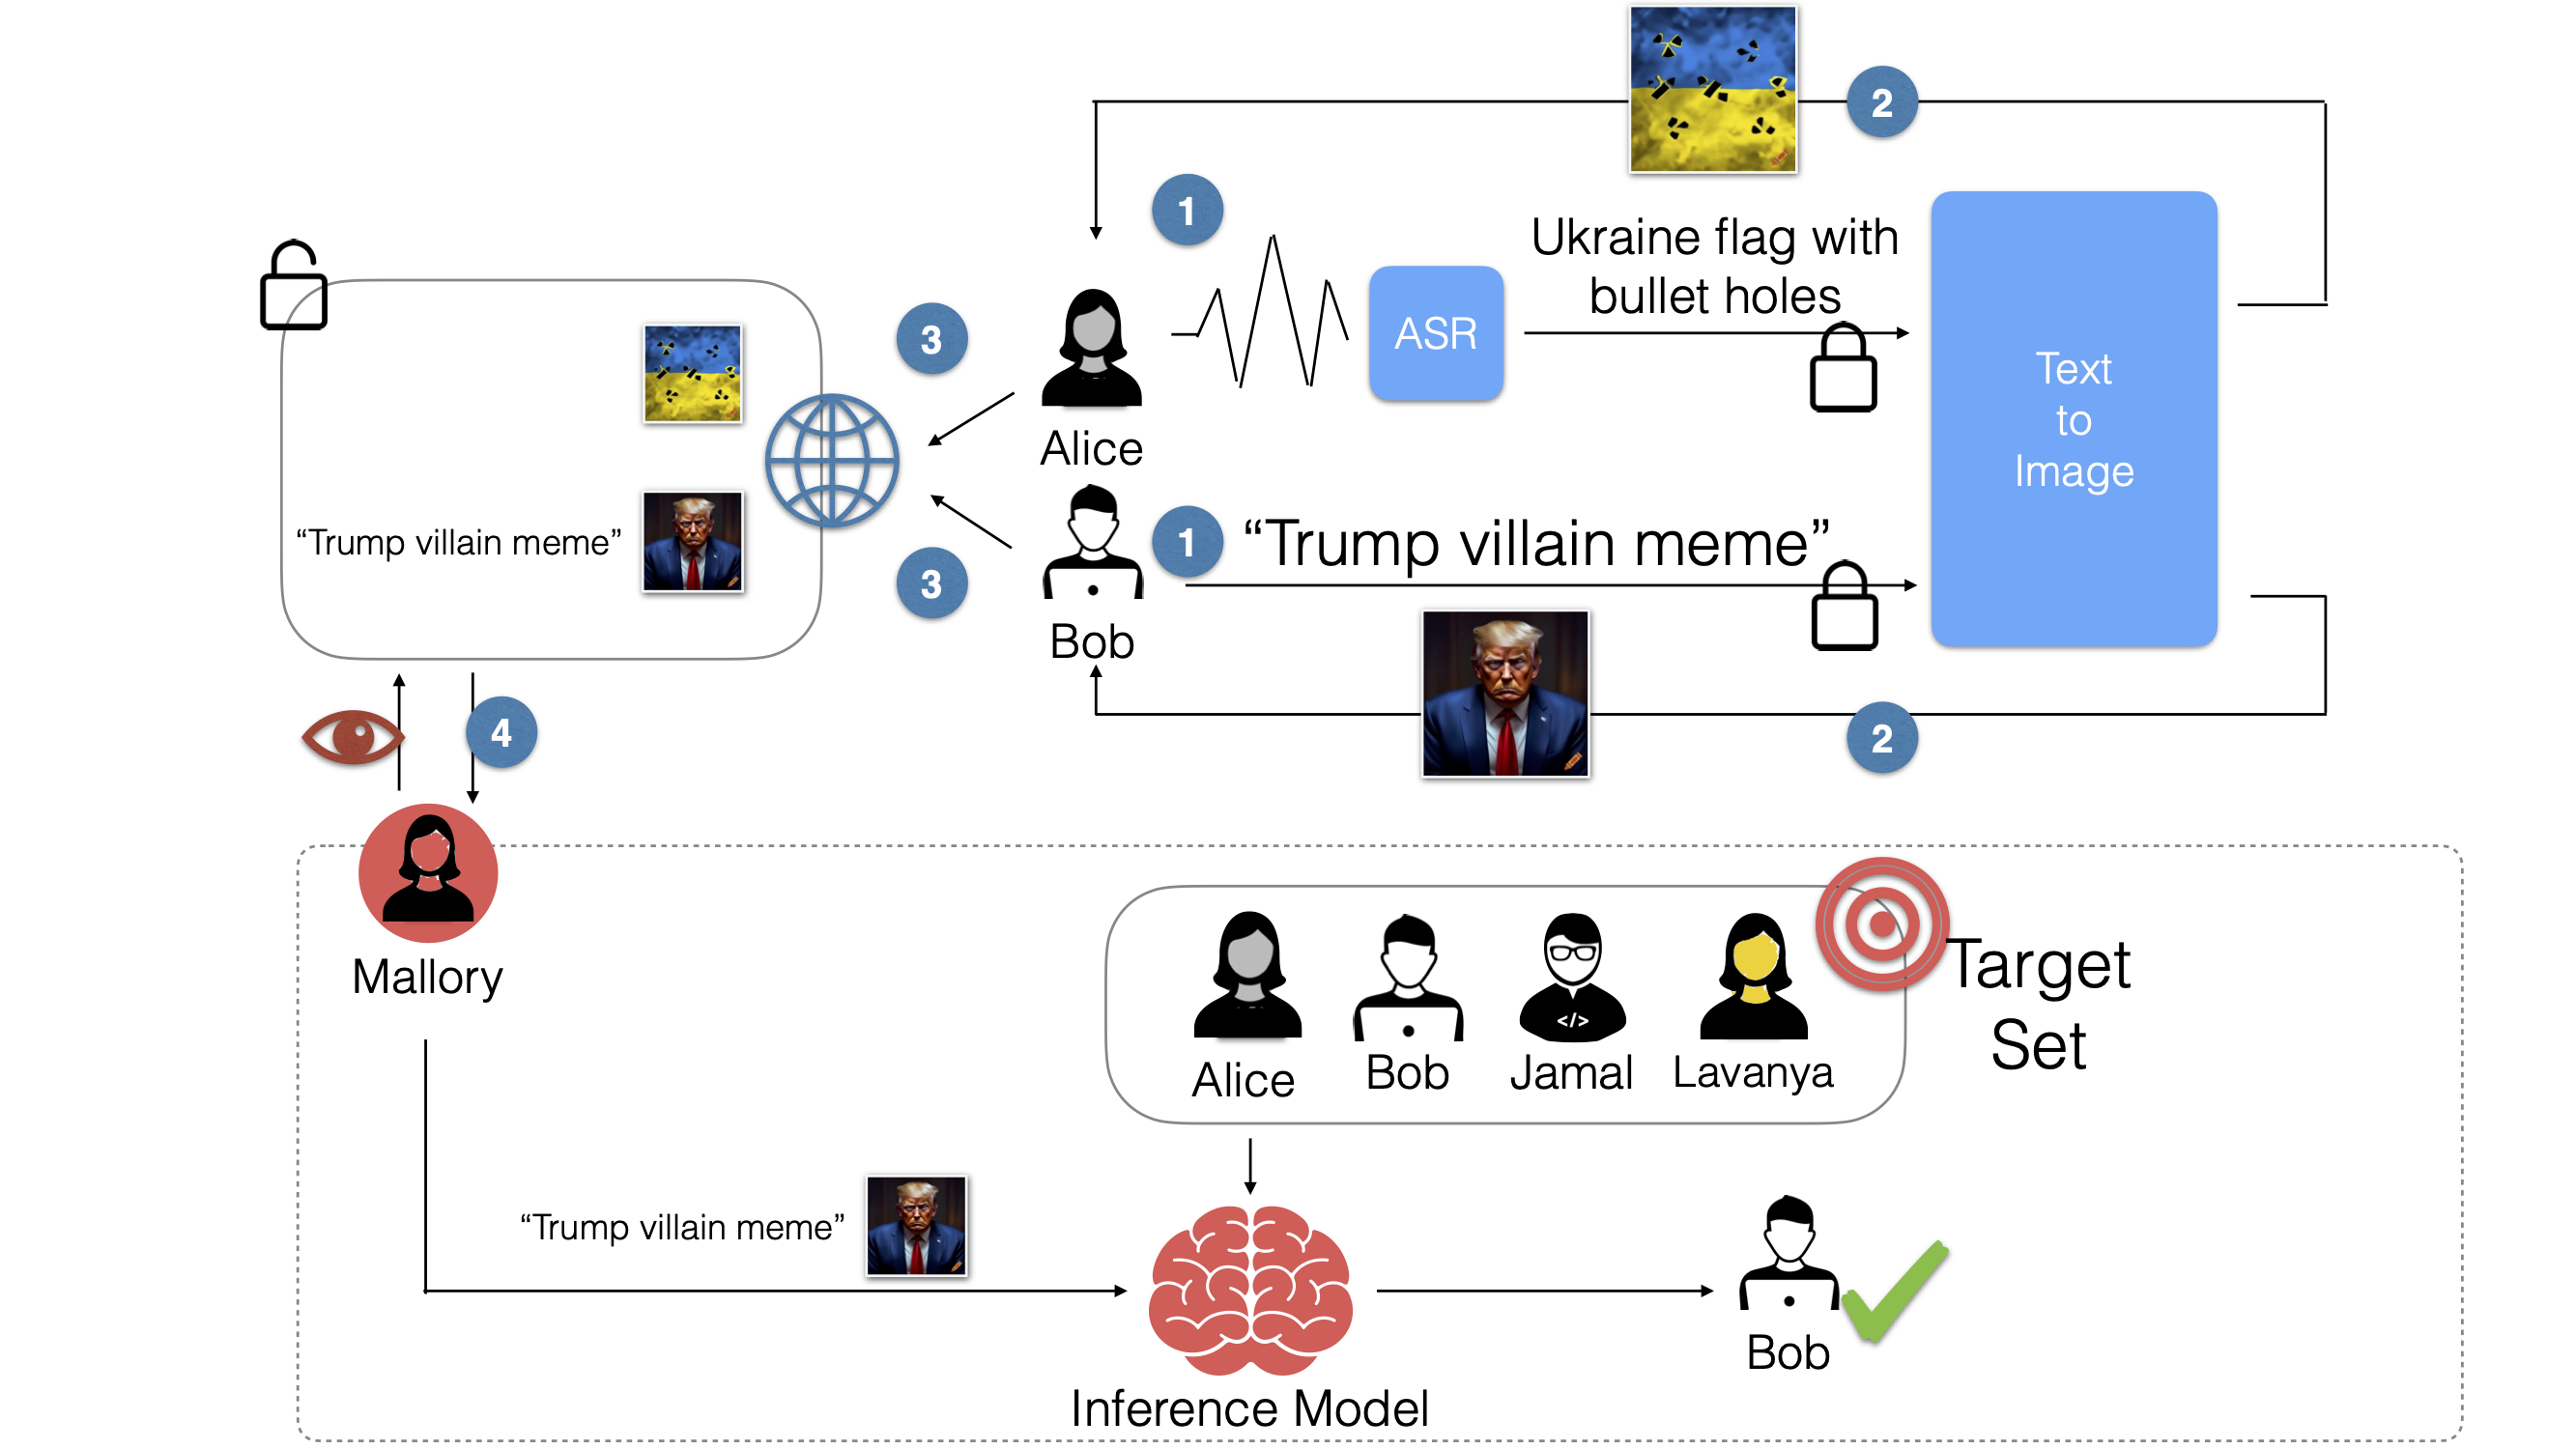 2
1
Ukraine flag with
bullet holes
ASR
Text
to
Image
3
Alice
“Trump villain meme”
1
“Trump villain meme”
3
Bob
2
4
Mallory
Target
Set
Alice
Bob
Jamal
</>
Lavanya
“Trump villain meme”
Bob
Inference Model